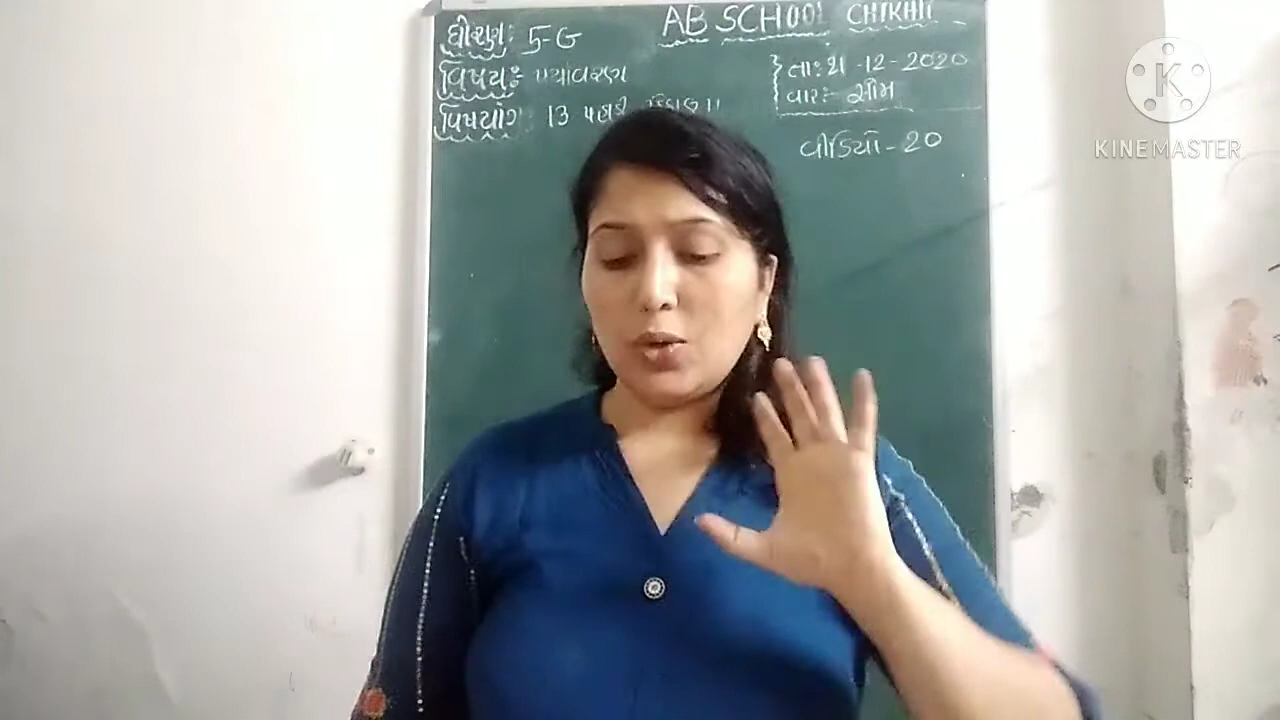 ધોરણ: 5-G
AB SCHOOL CHIKHLI
વિષય: પર્યાવરણ
તા: 21-12-2020
વાર:- સોમ
વિષયાંગ: 13
વીડિયો - 20
K
KINEMASTER